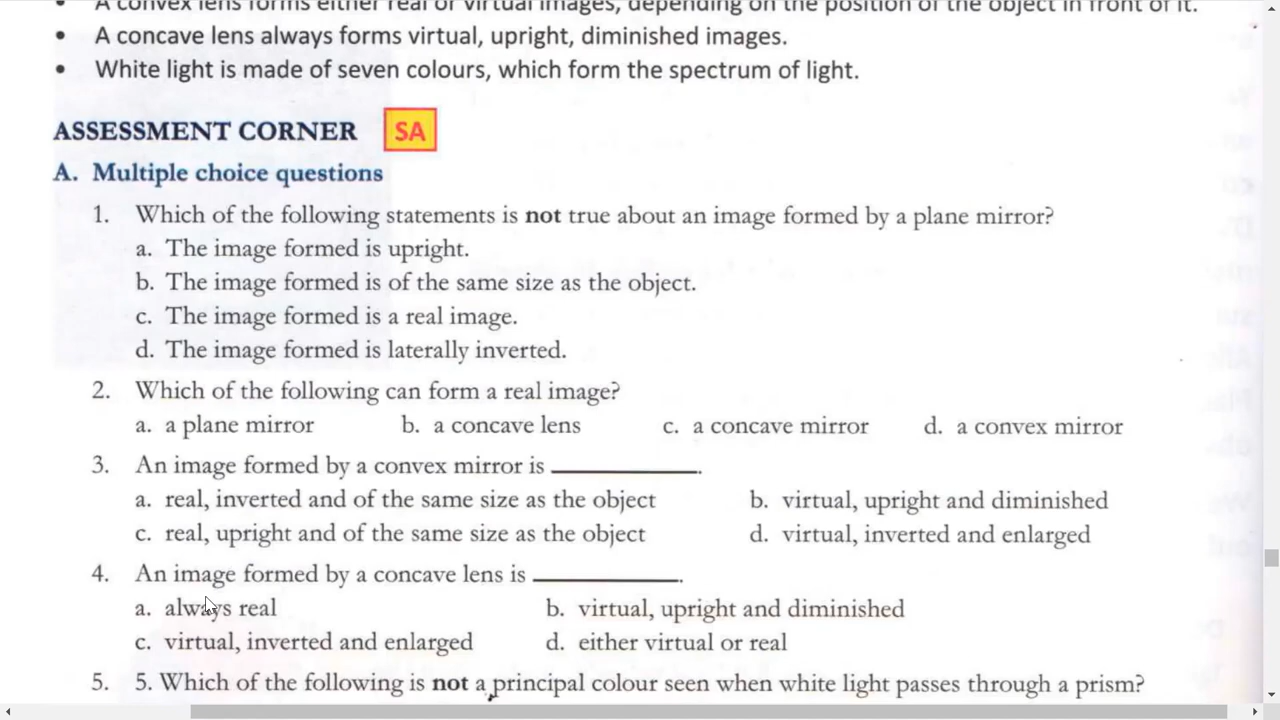 A convex lens forms either real or virtual images, depending on the position of the object in front of it.
• A concave lens always forms virtual, upright, diminished images.
• White light is made of seven colours, which form the spectrum of light.
ASSESSMENT CORNER SA
A. Multiple choice questions
1. Which of the following statements is not true about an image formed by a plane mirror?
a. The image formed is upright.
b. The image formed is of the same size as the object.
c. The image formed is a real image.
d. The image formed is laterally inverted.
2. Which of the following can form a real image?
a. a plane mirror b. a concave lens c. a concave mirror d. a convex mirror
3. An image formed by a convex mirror is __________.
a. real, inverted and of the same size as the object b. virtual, upright and diminished
c. real, upright and of the same size as the object d. virtual, inverted and enlarged
4. An image formed by a concave lens is __________.
a. always real b. virtual, upright and diminished
c. virtual, inverted and enlarged d. either virtual or real
5. 5. Which of the following is not a principal colour seen when white light passes through a prism?